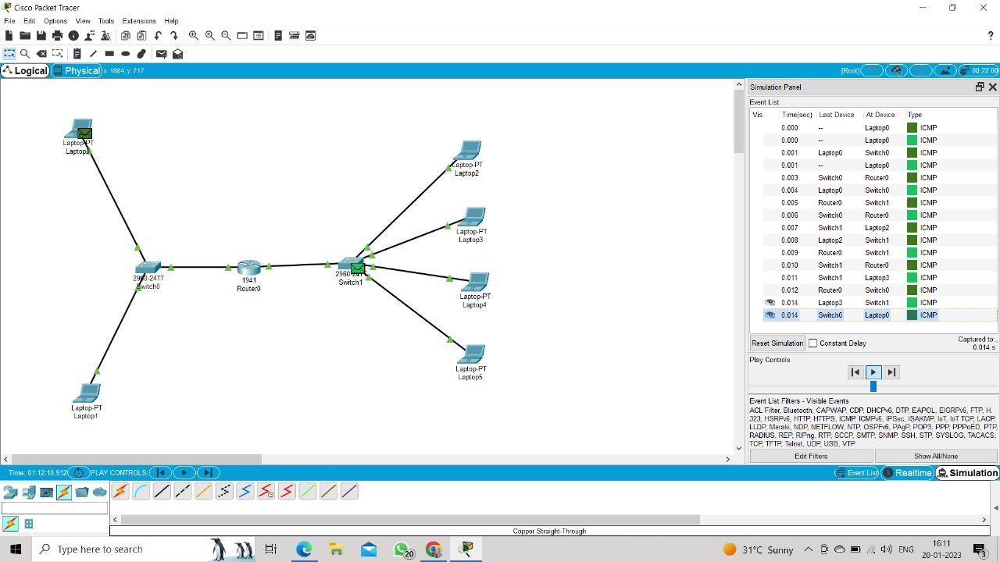 Cisco Packet Tracer
File Edit Options View Tools Extensions Help
?
Logical Physical x: 1884, y: 717 [Root] 00:22:00
Laptop-PT
Laptop0
Laptop-PT
Laptop2
Laptop-PT
Laptop3
2960-24TT
Switch0
1941
Router0
2960-24TT
Switch1
Laptop-PT
Laptop4
Laptop-PT
Laptop5
Laptop-PT
Laptop1
Simulation Panel
Event List
Vis. Time(sec) Last Device At Device Type
0.000 -- Laptop0 ICMP
0.000 -- Laptop0 ICMP
0.001 Laptop0 Switch0 ICMP
0.001 -- Laptop0 ICMP
0.003 Switch0 Router0 ICMP
0.004 Laptop0 Switch0 ICMP
0.005 Router0 Switch1 ICMP
0.006 Switch0 Router0 ICMP
0.007 Switch1 Laptop2 ICMP
0.008 Laptop2 Switch1 ICMP
0.009 Router0 Switch1 ICMP
0.010 Switch1 Router0 ICMP
0.011 Switch1 Laptop3 ICMP
0.012 Router0 Switch0 ICMP
0.014 Laptop3 Switch1 ICMP
0.014 Switch0 Laptop0 ICMP
Reset Simulation Constant Delay Captured to:
0.014 s
Play Controls
Event List Filters - Visible Events
ACL Filter, Bluetooth, CAPWAP, CDP, DHCPv6, DTP, EAPOL, EIGRPv6, FTP, H.
323, HSRPv6, HTTP, HTTPS, ICMP, ICMPv6, IPSec, ISAKMP, IoT, IoT TCP, LACP,
LLDP, Meraki, NDP, NETFLOW, NTP, OSPFv6, PAgP, POP3, PPP, PPPoED, PTP,
RADIUS, REP, RIPng, RTP, SCCP, SMTP, SNMP, SSH, STP, SYSLOG, TACACS,
TCP, TFTP, Telnet, UDP, USB, VTP
Edit Filters Show All/None
Time: 01:12:10.912 PLAY CONTROLS: Event List Realtime Simulation
Copper Straight-Through
Type here to search 20 31°C Sunny ENG 16:11
20-01-2023 3